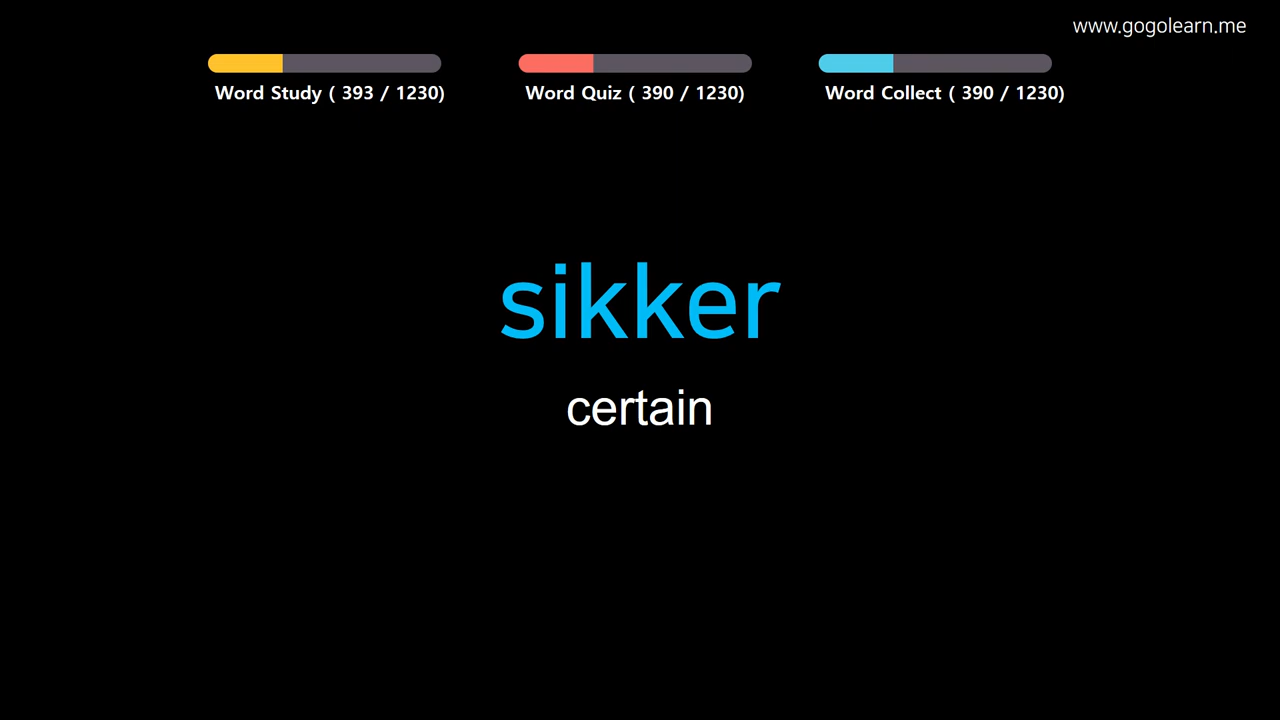 www.gogolearn.me
Word Study ( 393 / 1230)
Word Quiz ( 390 / 1230)
Word Collect ( 390 / 1230)
sikker
certain